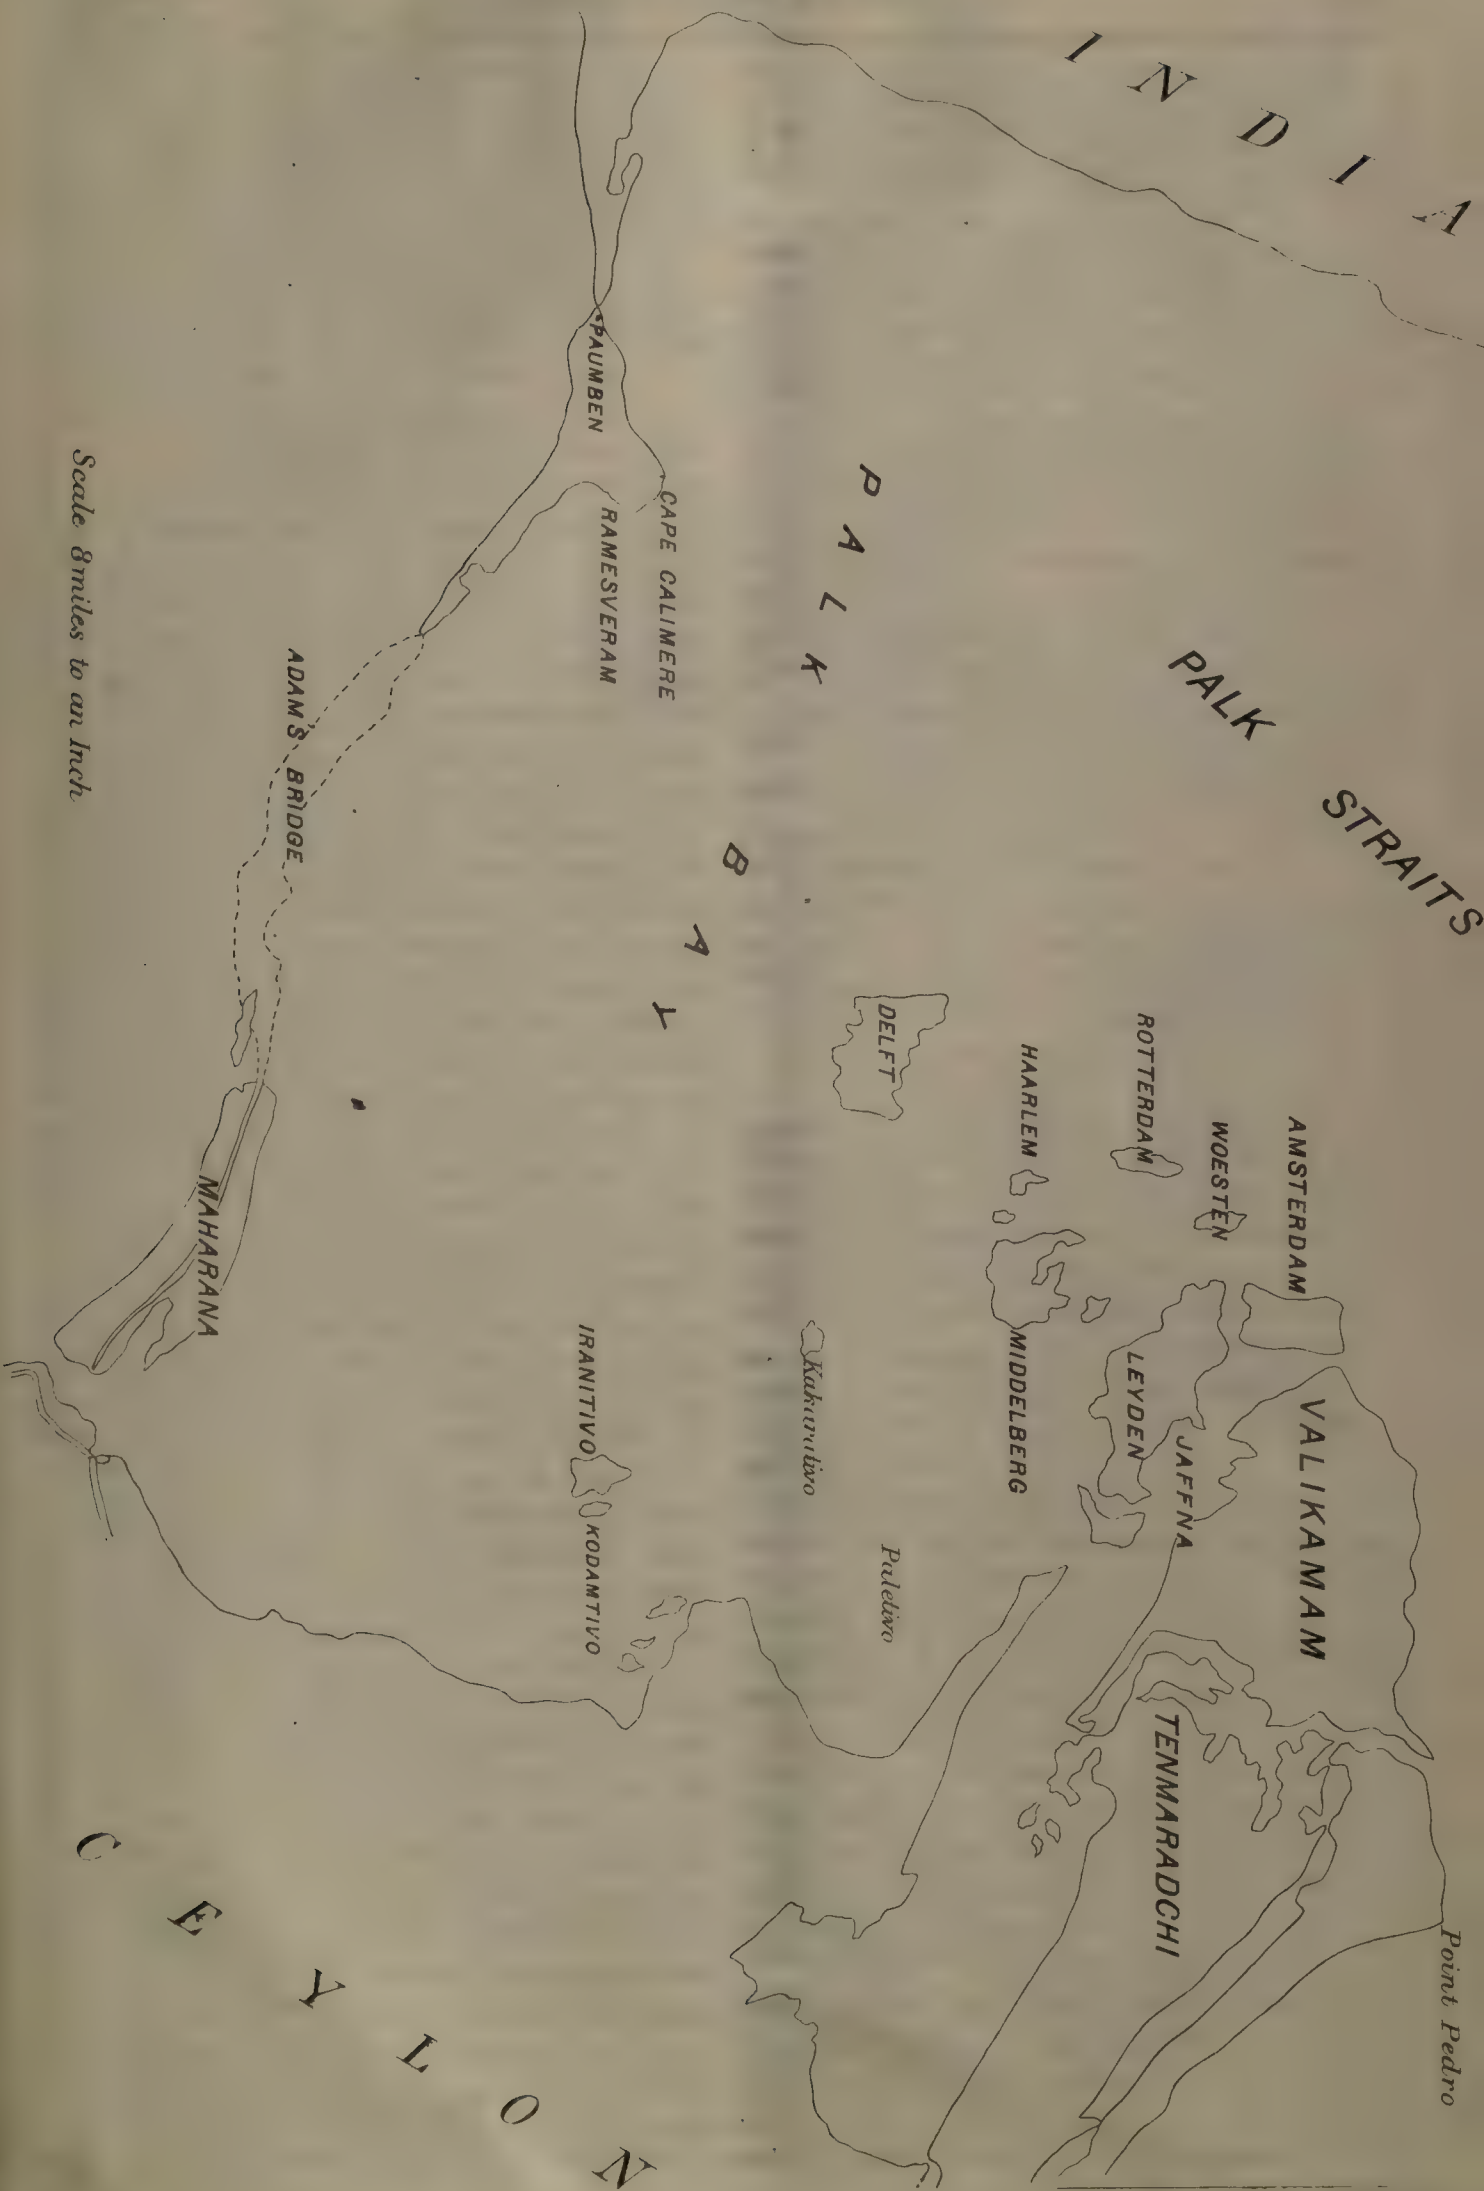 INDIA
PALK STRAITS
PALK BAY
Point Pedro
AMSTERDAM
VALIKAMAM
WOESTEN
ROTTERDAM
JAFFNA
LEYDEN
TENMARADCHI
HAARLEM
MIDDELBERG
DELFT
Paletivo
Kakurativo
CAPE CALIMERE
RAMESVERAM
PAUMBEN
IRANITIVO
KODAMTIVO
ADAM'S BRIDGE
MAHARANA
CEYLON
Scale 8 miles to an Inch